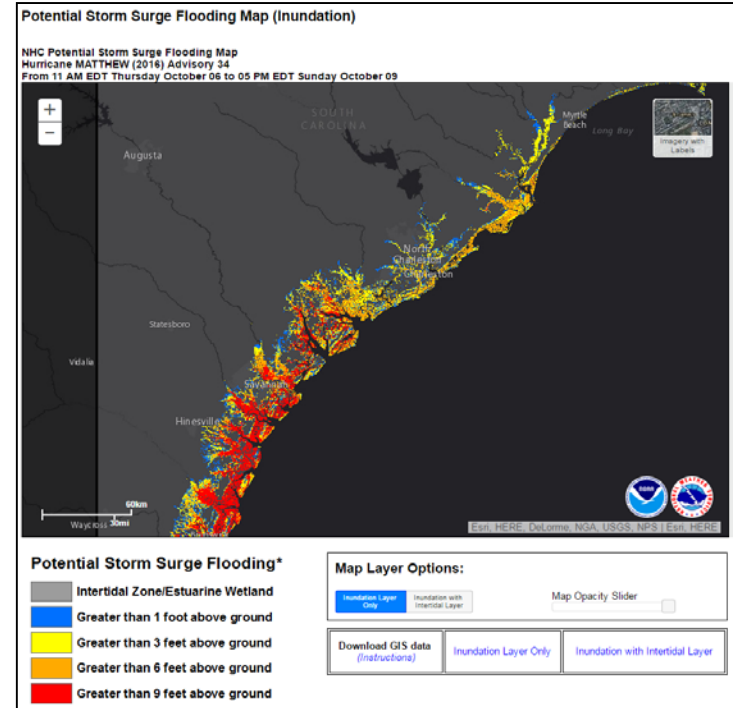 Potential Storm Surge Flooding Map (Inundation)
NHC Potential Storm Surge Flooding Map
Hurricane MATTHEW (2016) Advisory 34
From 11 AM EDT Thursday October 06 to 05 PM EDT Sunday October 09
+
−
SOUTH
CAROLINA
Myrtle
Beach
Long Bay
Imagery with
Labels
Augusta
North
Charleston
Charleston
Statesboro
Vidalia
Savannah
Hinesville
60km
30mi
Waycross
NOAA
Esri, HERE, DeLorme, NGA, USGS, NPS | Esri, HERE
Potential Storm Surge Flooding*
Intertidal Zone/Estuarine Wetland
Greater than 1 foot above ground
Greater than 3 feet above ground
Greater than 6 feet above ground
Greater than 9 feet above ground
Map Layer Options:
Inundation Layer
Only
Inundation with
Intertidal Layer
Map Opacity Slider
Download GIS data
(Instructions)
Inundation Layer Only
Inundation with Intertidal Layer